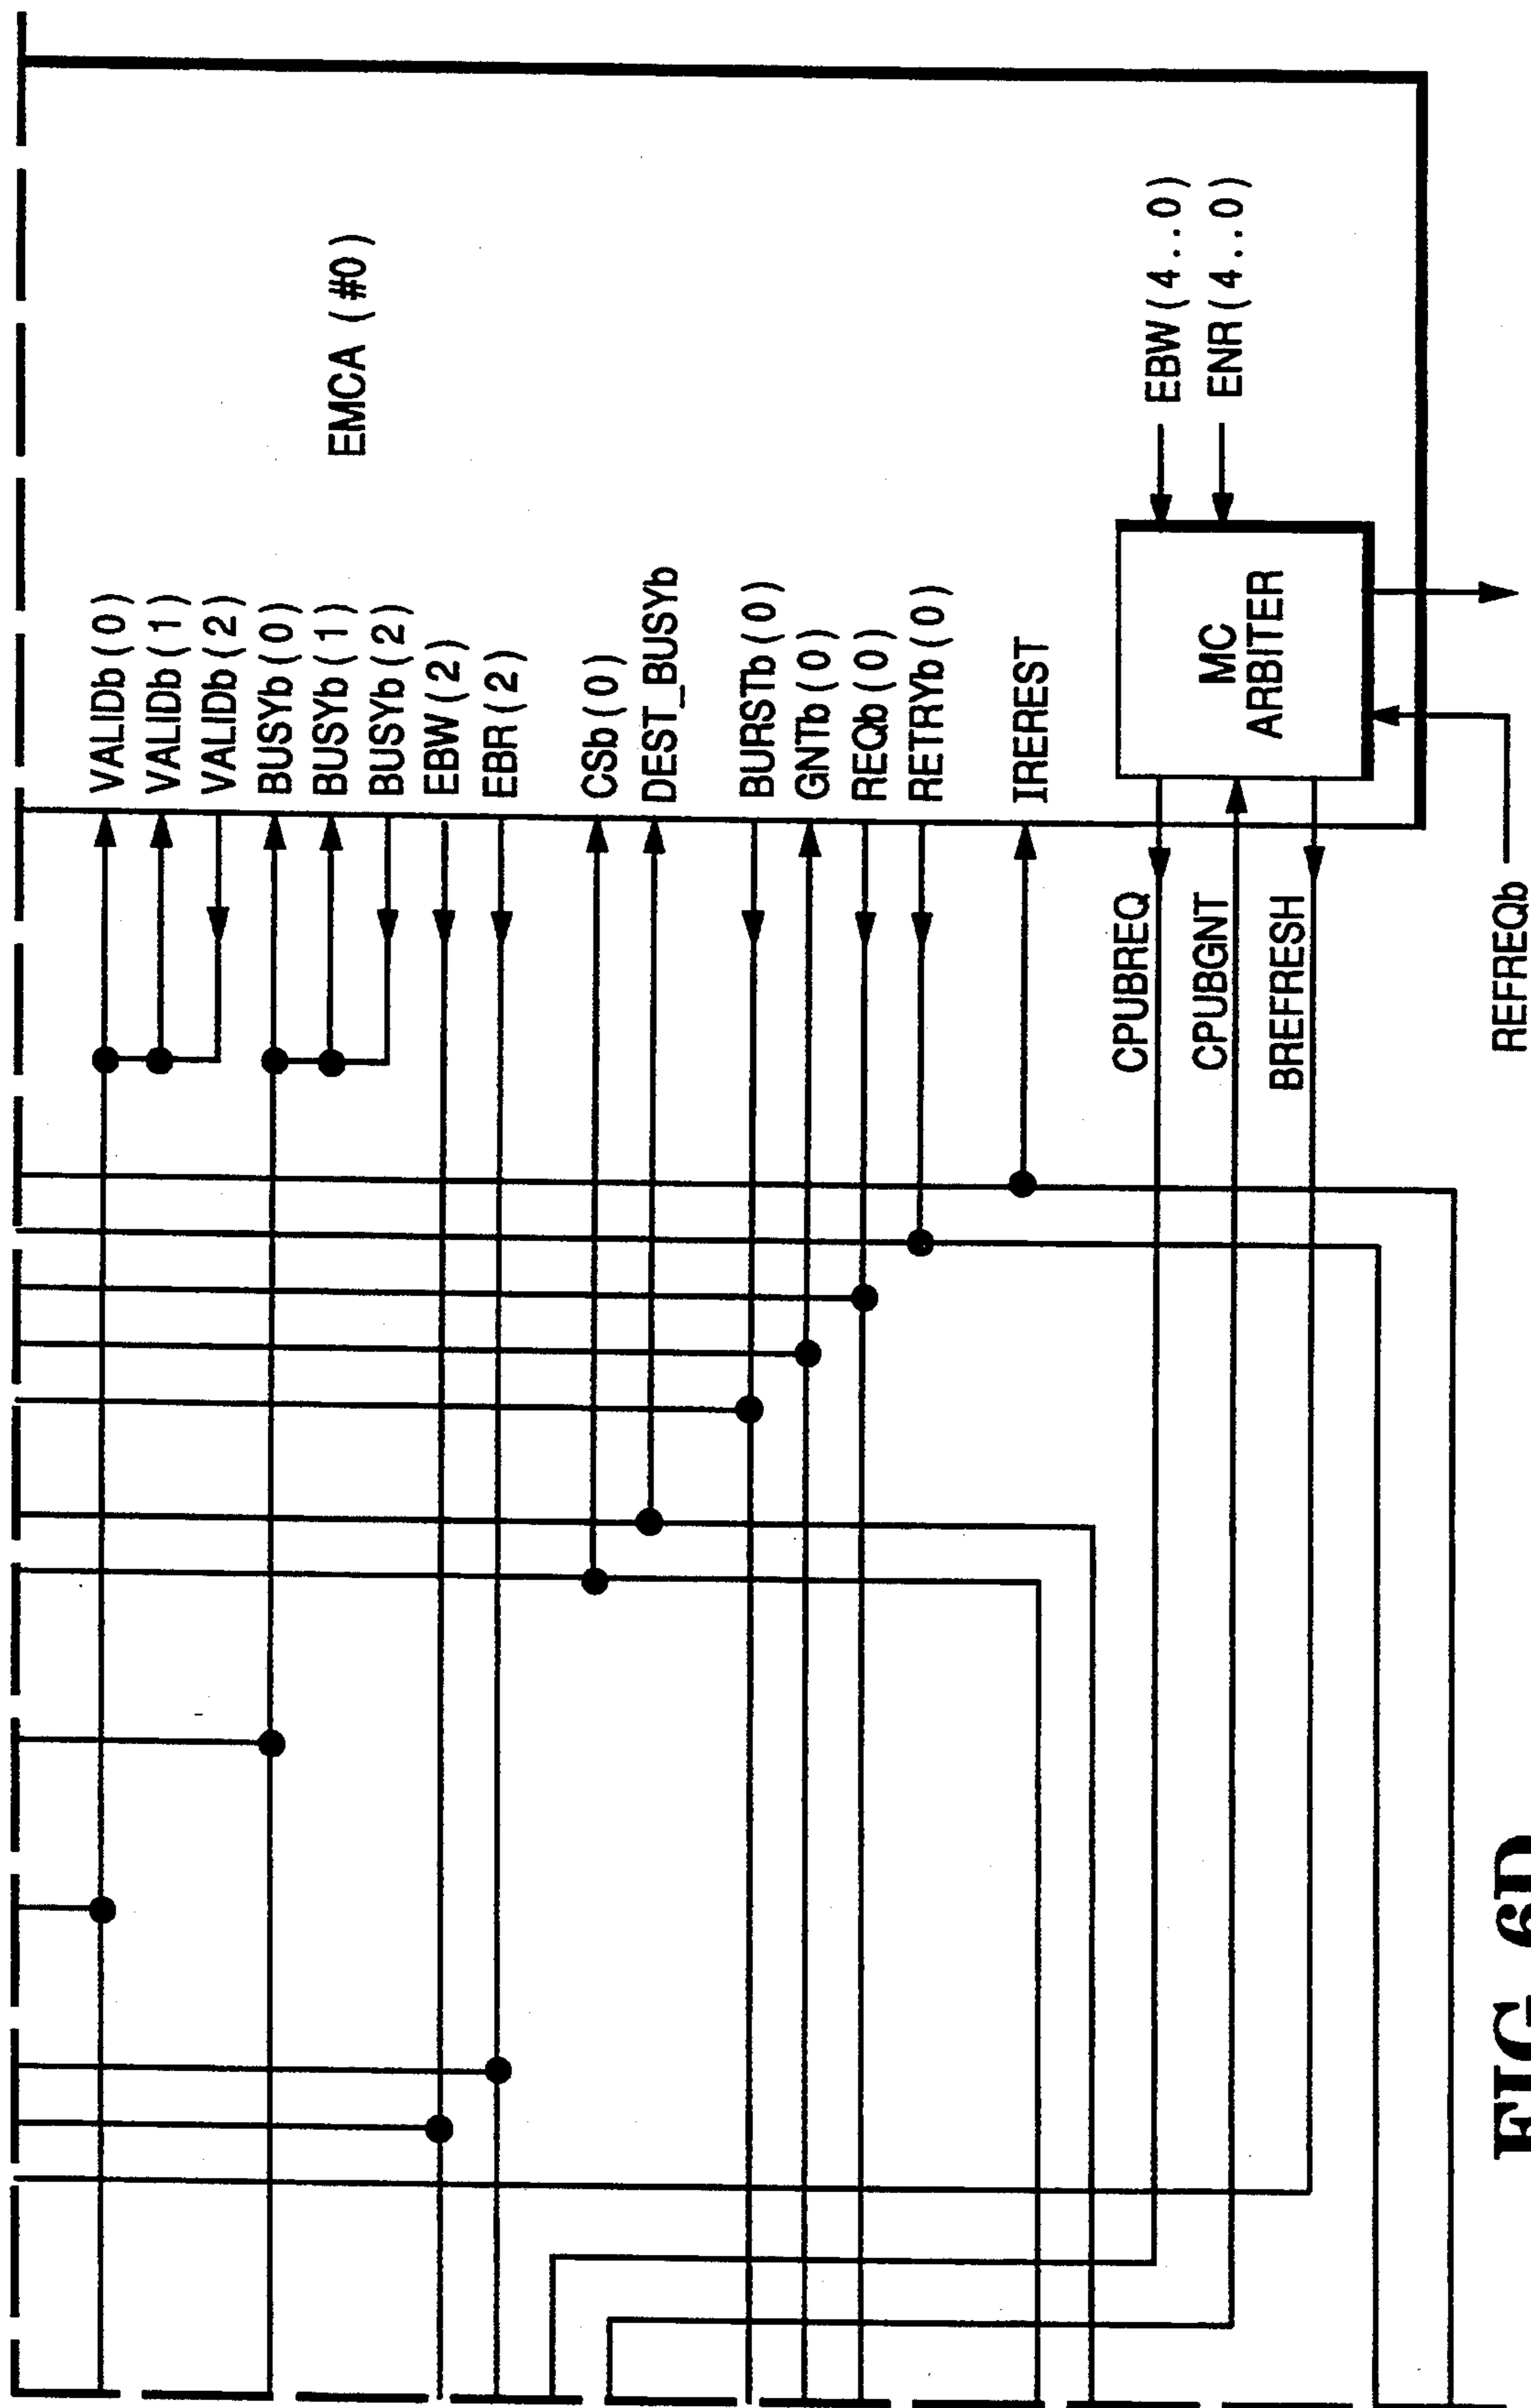 VALIDb(0)
VALIDb(1)
VALIDb(2)
BUSYb(0)
BUSYb(1)
BUSYb(2)
EBW(2)
EBR(2)
EMCA (#0)
CSb(0)
DEST_BUSYb
BURSTb(0)
GNTb(0)
REQb(0)
RETRYb(0)
IREREST
CPUBREQ
CPUBGNT
BREFRESH
MC
ARBITER
EBW(4...0)
ENR(4...0)
REFREQb
FIG. 6D